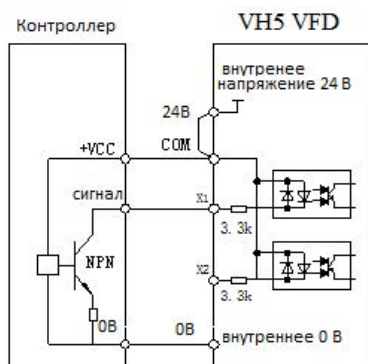 Контроллер
VH5 VFD
внутренее
напряжение 24 В
24В
+VCC
COM
сигнал
X1
3. 3k
NPN
X2
3. 3k
0В
0В
внутреннее 0 В